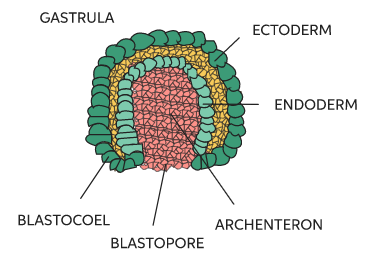 GASTRULA
ECTODERM
ENDODERM
BLASTOCOEL
ARCHENTERON
BLASTOPORE